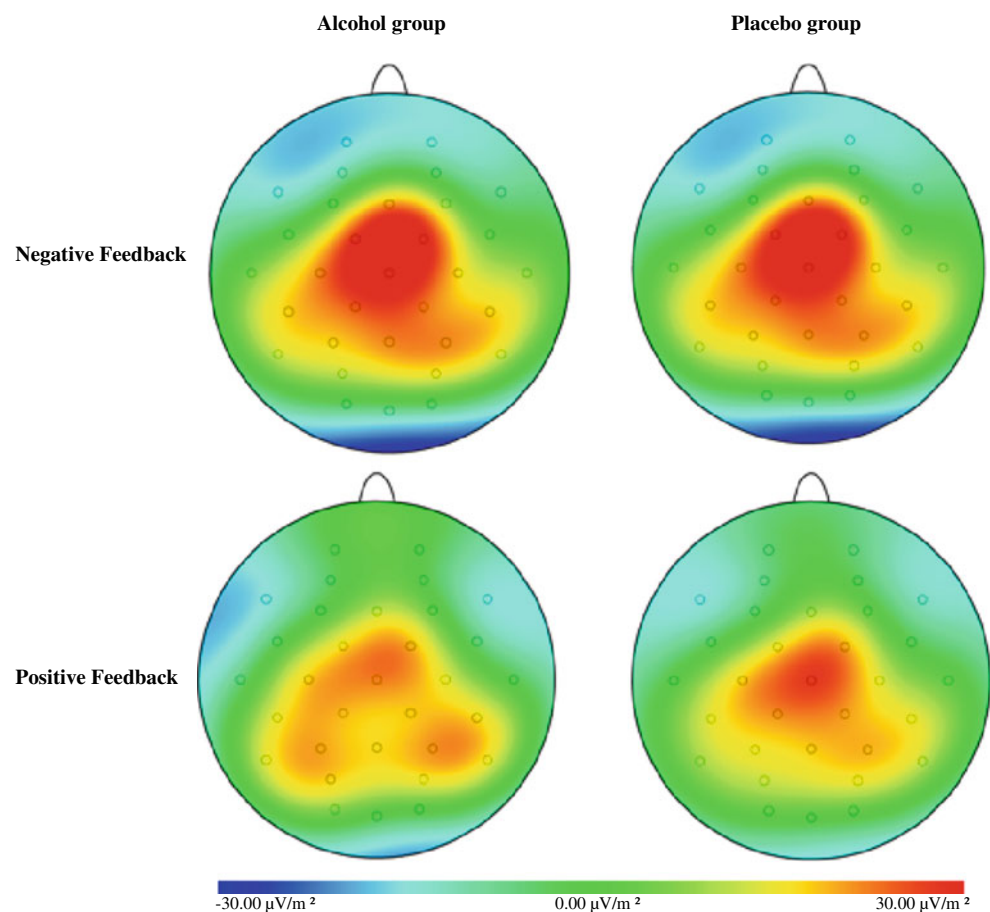 Alcohol group
Placebo group
Negative Feedback
Positive Feedback
-30.00 µV/m ²
0.00 µV/m ²
30.00 µV/m ²